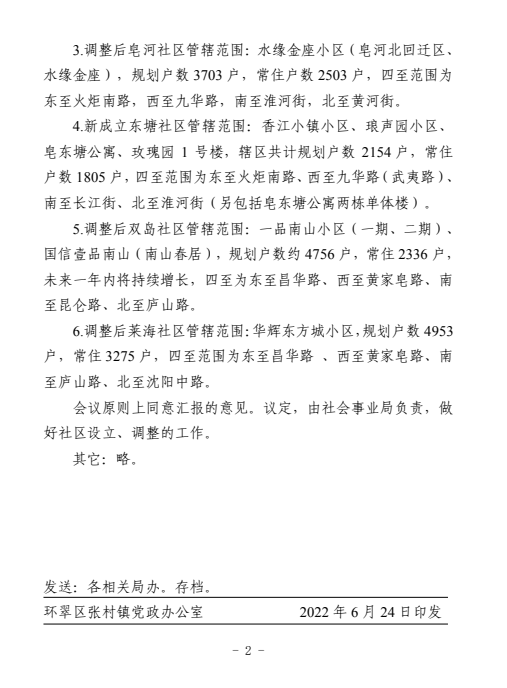 3.调整后皂河社区管辖范围：水缘金座小区（皂河北回迁区、
水缘金座），规划户数 3703 户，常住户数 2503 户，四至范围为
东至火炬南路，西至九华路，南至淮河街，北至黄河街。
4.新成立东塘社区管辖范围：香江小镇小区、琅声园小区、
皂东塘公寓、玫瑰园 1 号楼，辖区共计规划户数 2154 户，常住
户数 1805 户，四至范围为东至火炬南路、西至九华路（武夷路）、
南至长江街、北至淮河街（另包括皂东塘公寓两栋单体楼）。
5.调整后双岛社区管辖范围：一品南山小区（一期、二期）、
国信壹品南山（南山春居），规划户数约 4756 户，常住 2336 户，
未来一年内将持续增长，四至为东至昌华路、西至黄家皂路、南
至昆仑路、北至庐山路。
6.调整后莱海社区管辖范围：华辉东方城小区，规划户数 4953
户，常住 3275 户，四至范围为东至昌华路 、西至黄家皂路、南
至庐山路、北至沈阳中路。
会议原则上同意汇报的意见。议定，由社会事业局负责，做
好社区设立、调整的工作。
其它：略。
发送：各相关局办。存档。
环翠区张村镇党政办公室 2022 年 6 月 24 日印发
- 2 -